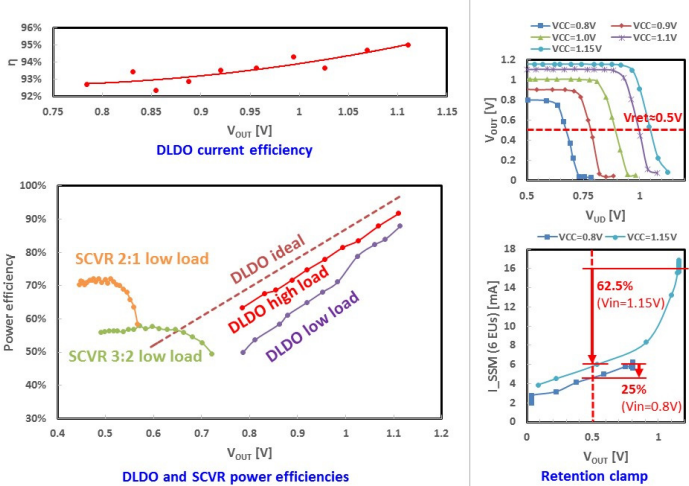 96%
95%
94%
93%
92%
η
0.75
0.8
0.85
0.9
0.95
1
1.05
1.1
1.15
V_OUT [V]
DLDO current efficiency
100%
90%
80%
70%
60%
50%
40%
30%
Power efficiency
SCVR 2:1 low load
SCVR 3:2 low load
DLDO ideal
DLDO high load
DLDO low load
0.4
0.5
0.6
0.7
0.8
0.9
1
1.1
1.2
V_OUT [V]
DLDO and SCVR power efficiencies
VCC=0.8V
VCC=0.9V
VCC=1.0V
VCC=1.1V
VCC=1.15V
1.2
1
0.8
0.6
0.4
0.2
0
V_OUT [V]
Vret≈0.5V
0.5
0.75
1
V_UD [V]
VCC=0.8V
VCC=1.15V
18
16
14
12
10
8
6
4
2
0
I_SSM (6 EUs) [mA]
62.5%
(Vin=1.15V)
25%
(Vin=0.8V)
0
0.5
1
V_OUT [V]
Retention clamp